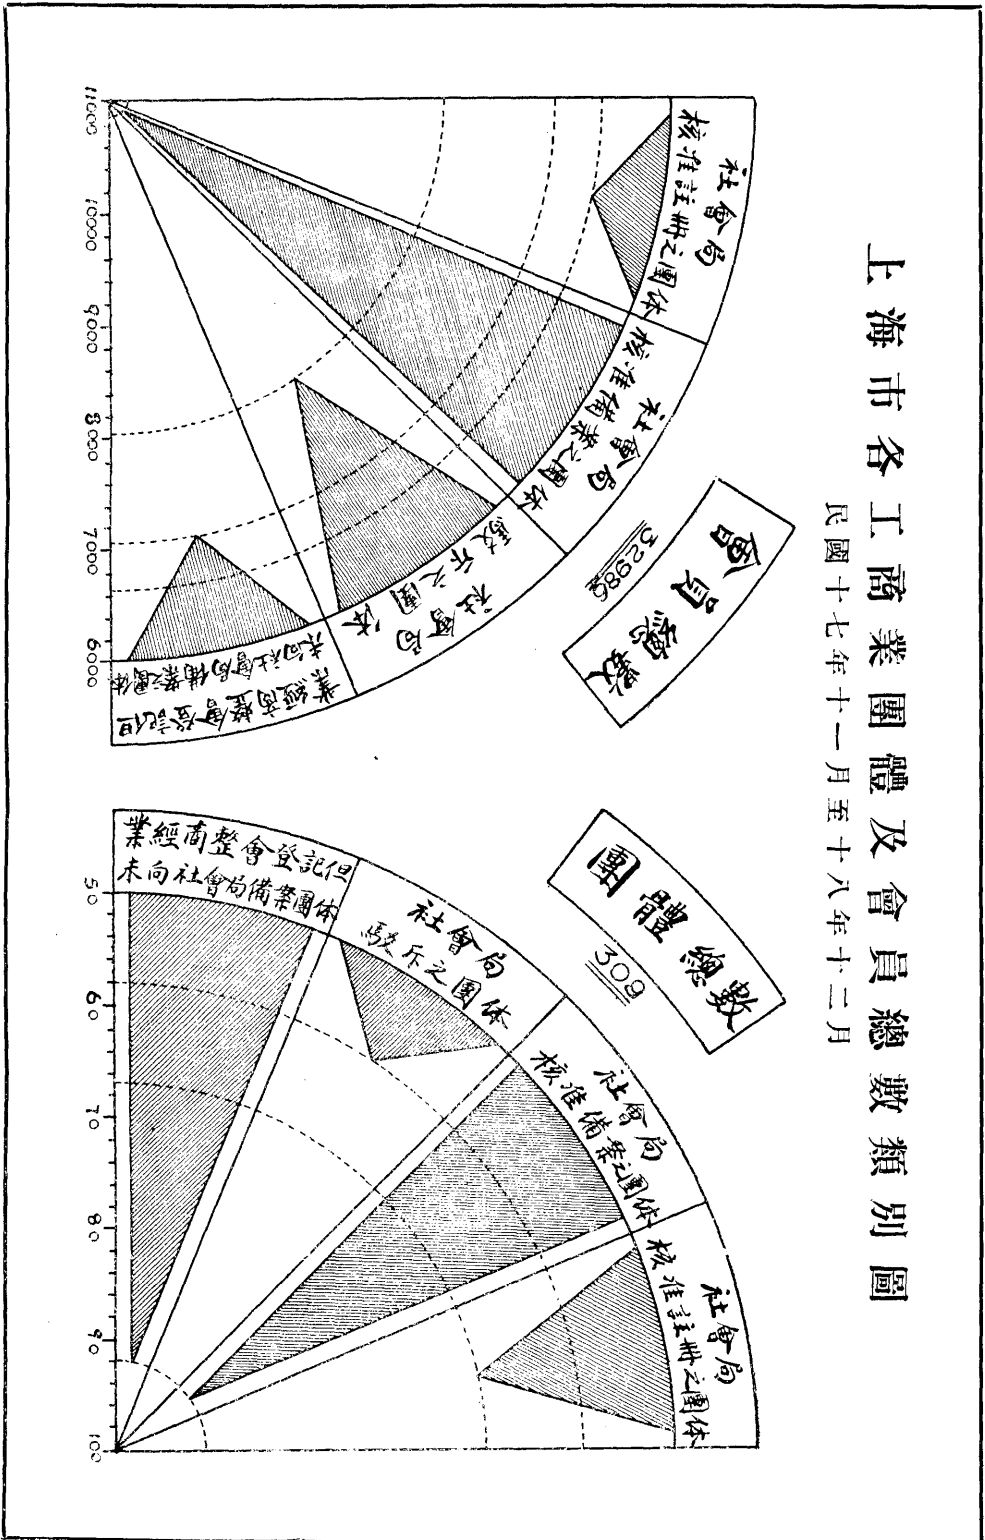 上海市各工商業團體及會員總數類別圖
民國十七年十一月至十八年十二月
會員總數
32986
社會局
核准註冊之團体
社會局
核准備案之團体
社會局
駁斥之團体
業經商整會登記但
未向社會局備案之團体
11000
10000
9000
8000
7000
6000
團體總數
309
業經商整會登記但
未向社會局備案團体
社會局
駁斥之團体
社會局
核准備案之團体
社會局
核准註冊之團体
50
60
70
80
90
100